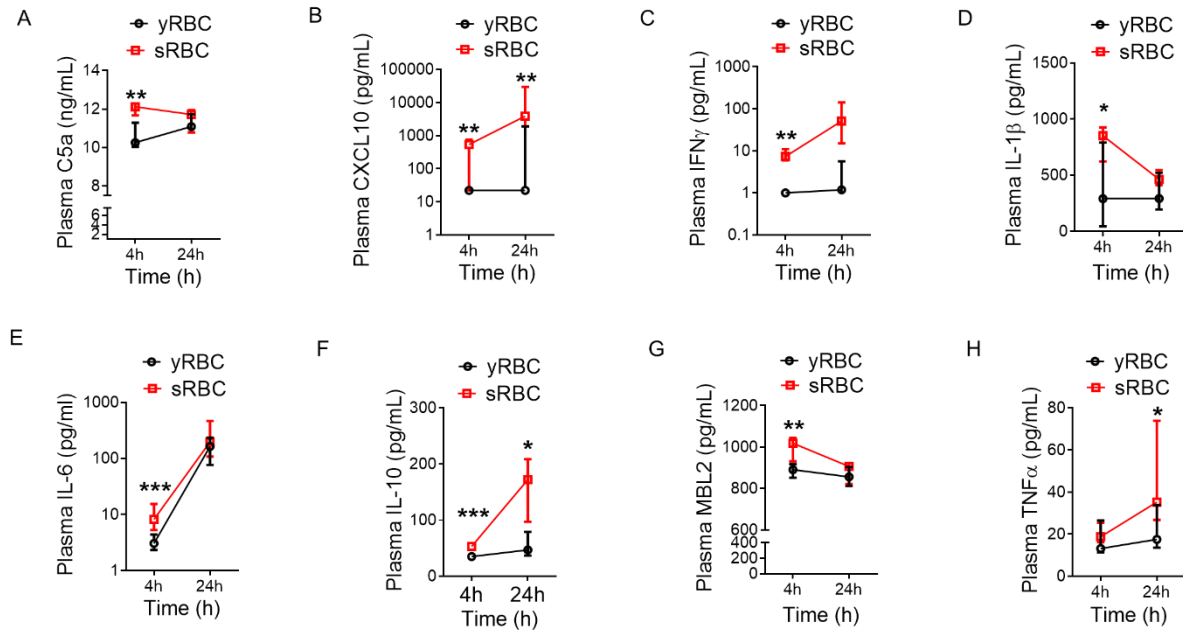 A
yRBC
sRBC
Plasma C5a (ng/mL)
14
12
10
8
6
4
2
**
4h
24h
Time (h)
B
yRBC
sRBC
Plasma CXCL10 (pg/mL)
100000
10000
1000
100
10
1
**
**
4h
24h
Time (h)
C
yRBC
sRBC
Plasma IFNγ (pg/mL)
1000
100
10
1
0.1
**
4h
24h
Time (h)
D
yRBC
sRBC
Plasma IL-1β (pg/mL)
1500
1000
500
0
*
4h
24h
Time (h)
E
yRBC
sRBC
Plasma IL-6 (pg/ml)
1000
100
10
1
***
4h
24h
Time (h)
F
yRBC
sRBC
Plasma IL-10 (pg/mL)
300
200
100
0
***
*
4h
24h
Time (h)
G
yRBC
sRBC
Plasma MBL2 (pg/mL)
1200
1000
800
600
400
200
0
**
4h
24h
Time (h)
H
yRBC
sRBC
Plasma TNFα (pg/mL)
80
60
40
20
0
*
4h
24h
Time (h)